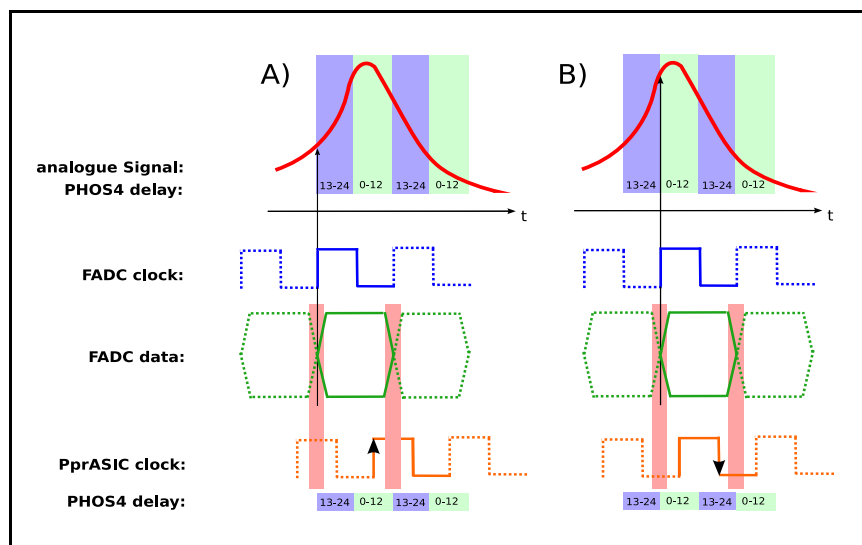 A)
B)
analogue Signal:
PHOS4 delay:
13-24 0-12 13-24 0-12
13-24 0-12 13-24 0-12
t
t
FADC clock:
FADC data:
PprASIC clock:
PHOS4 delay:
13-24 0-12 13-24 0-12
13-24 0-12 13-24 0-12